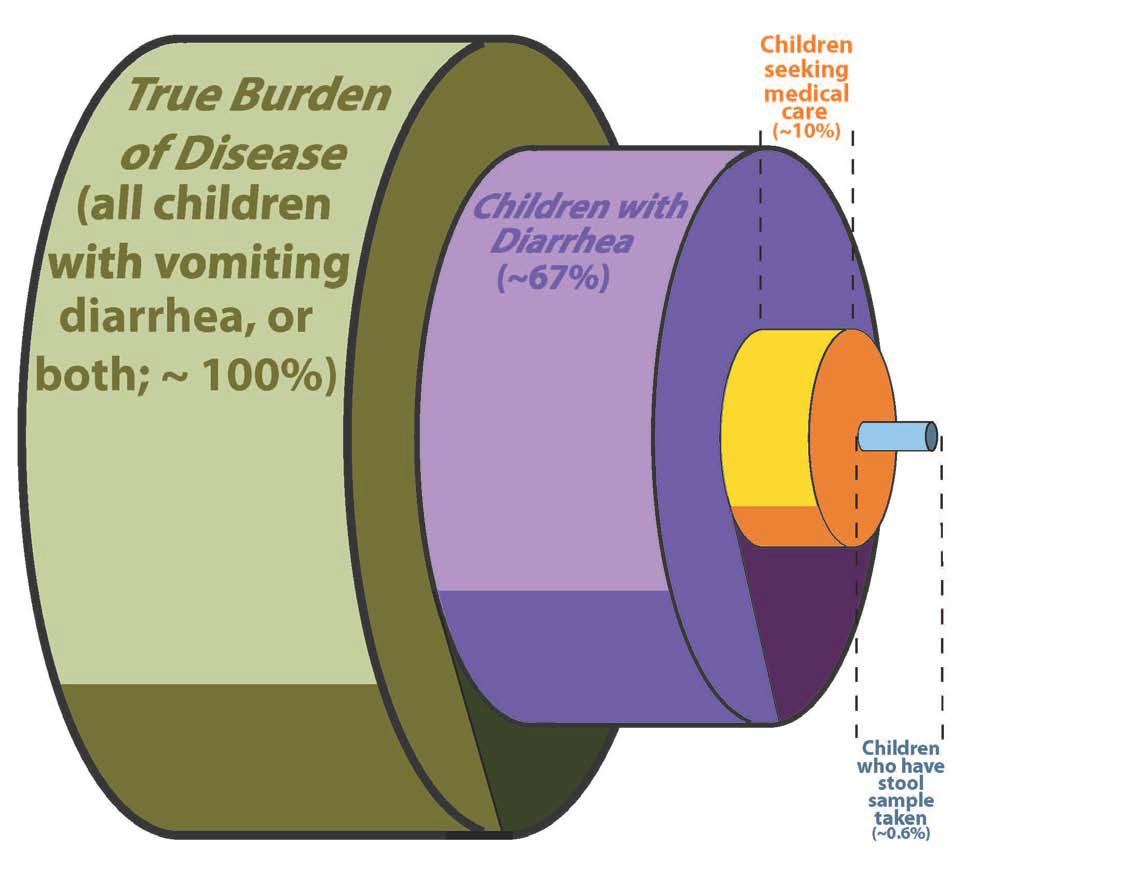 True Burden
of Disease
(all children
with vomiting
diarrhea, or
both; ~ 100%)
Children with
Diarrhea
(~67%)
Children
seeking
medical
care
(~10%)
Children
who have
stool
sample
taken
(~0.6%)